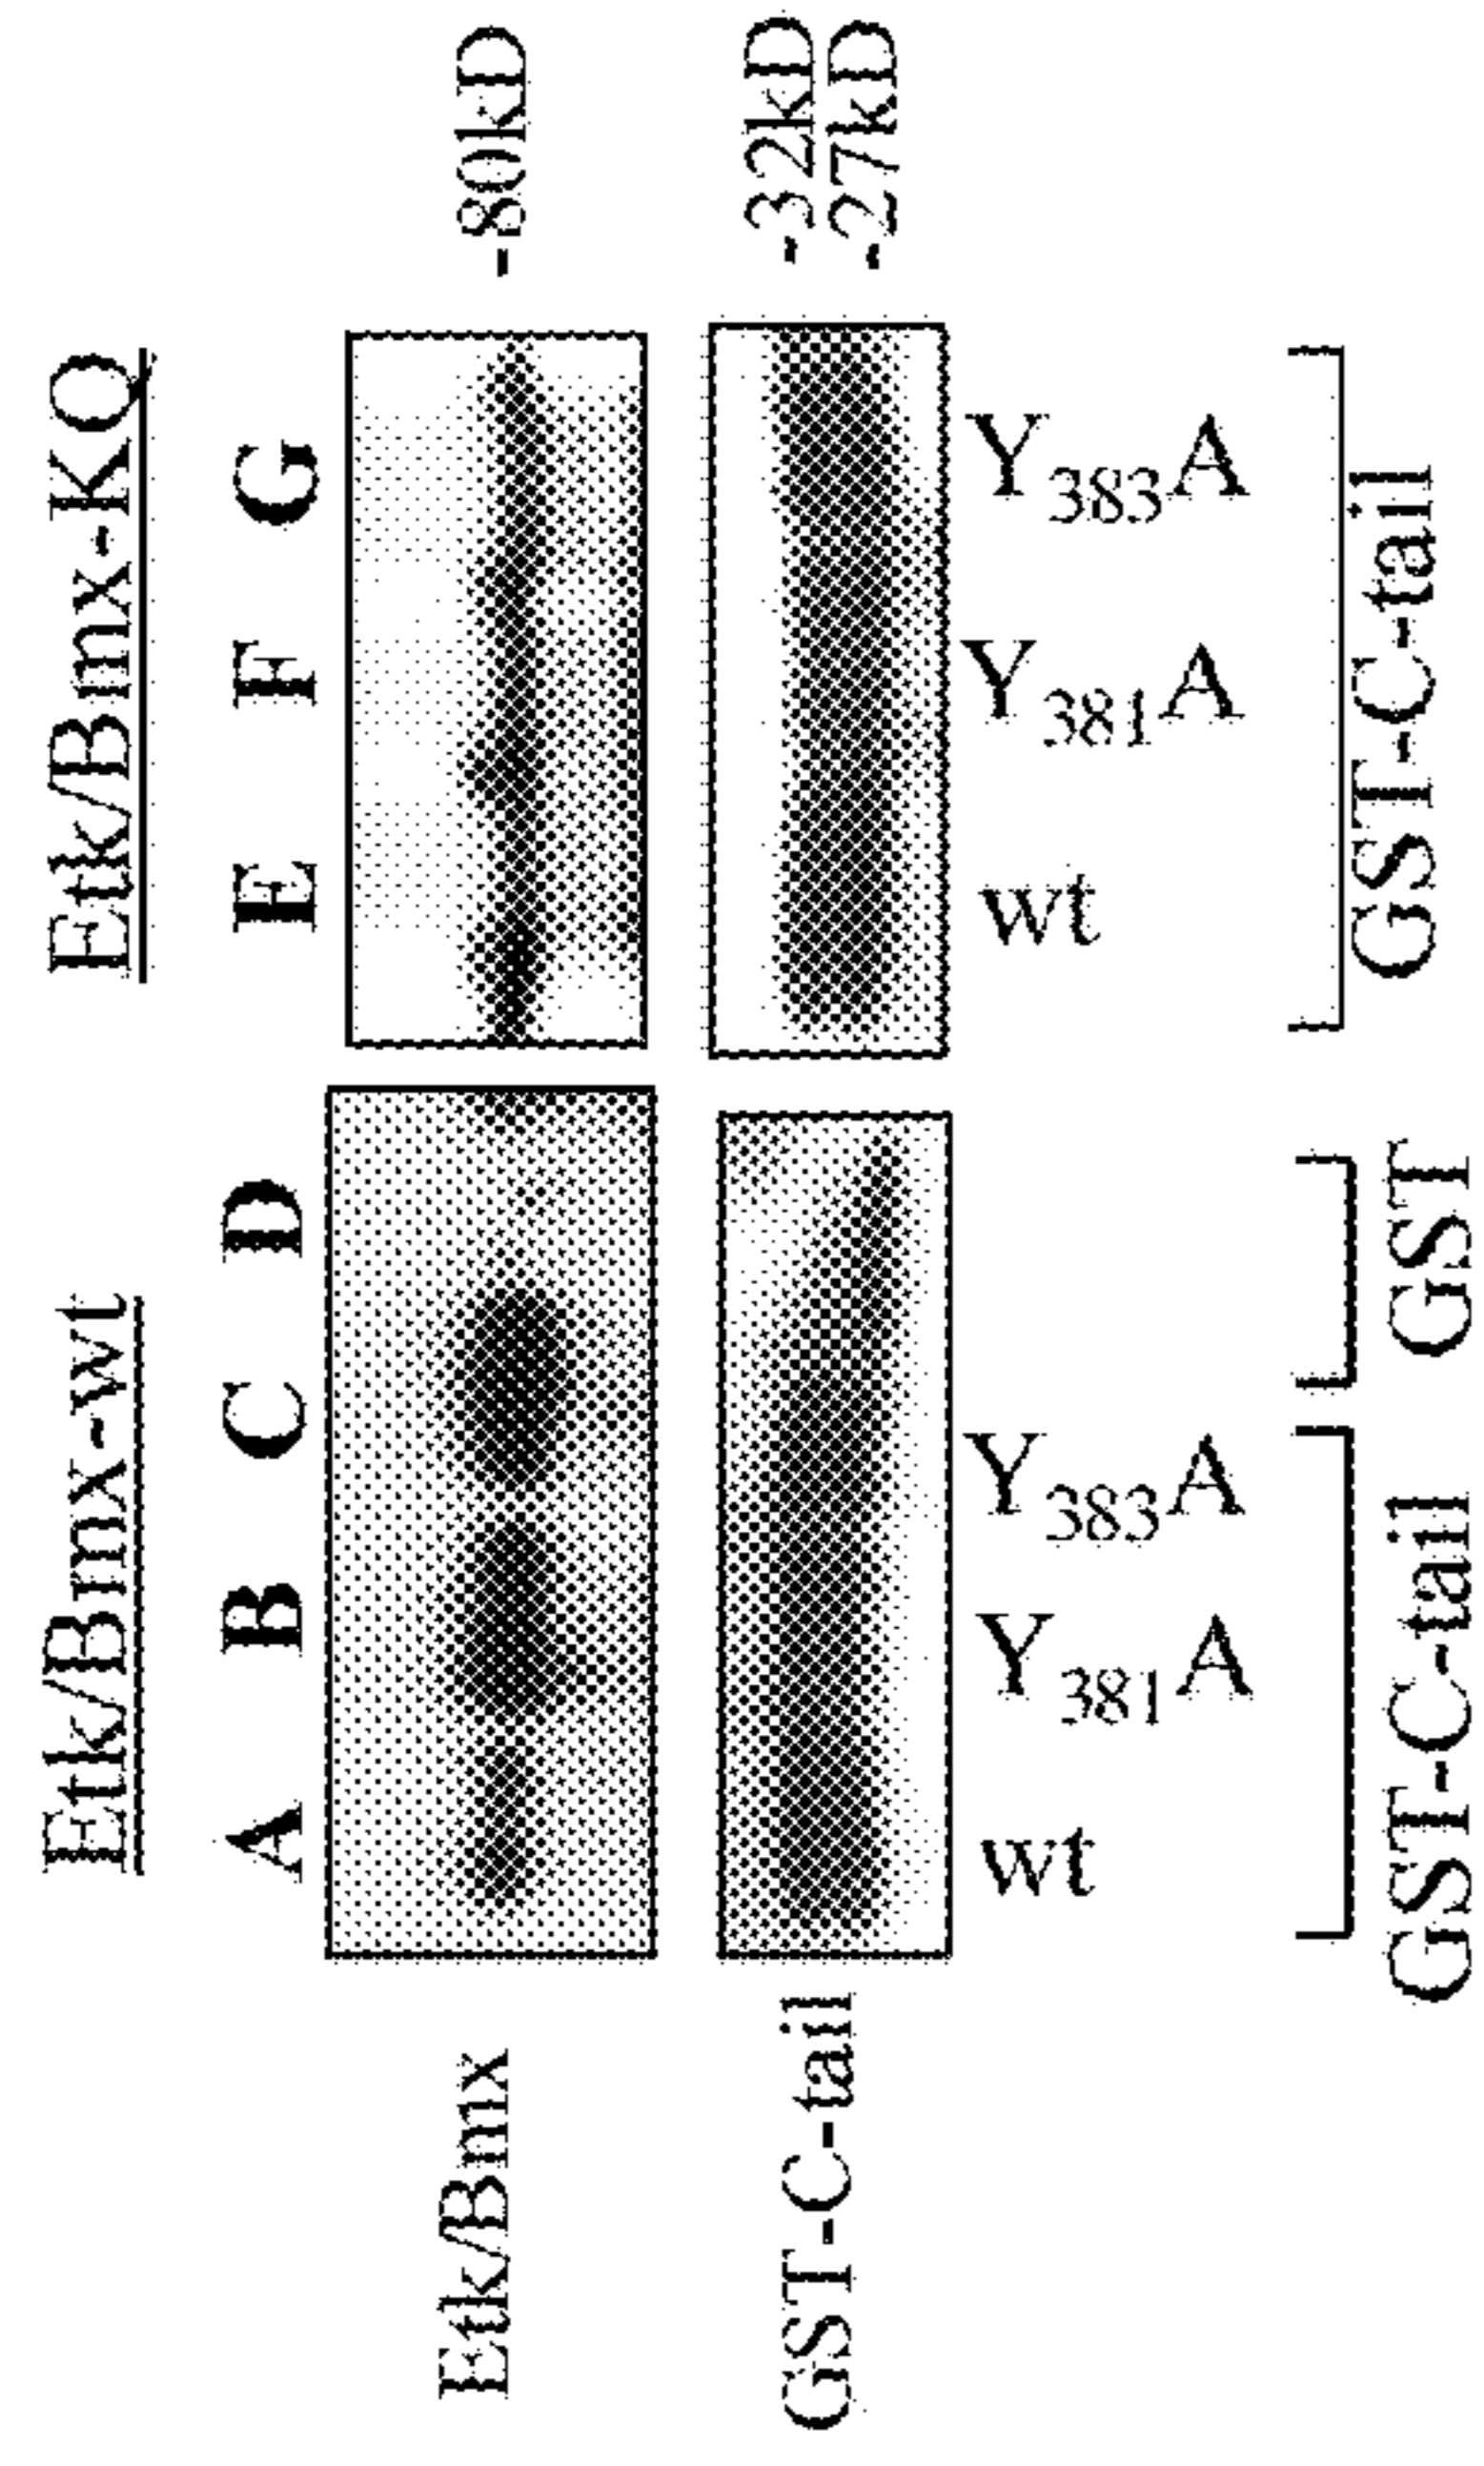 Etk/Bmx-wt Etk/Bmx-KQ
A B C D E F G
Etk/Bmx -80kD
GST-C-tail -32kD
-27kD
wt Y381A Y383A wt Y381A Y383A
GST-C-tail GST GST-C-tail